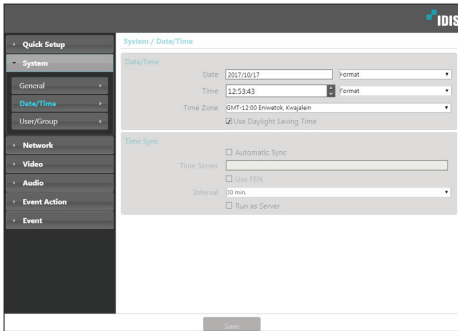 IDIS
Quick Setup
System
General
Date/Time
User/Group
Network
Video
Audio
Event Action
Event
System / Date/Time
Date/Time
Date 2017/10/17 Format
Time 12:53:43 Format
Time Zone GMT-12:00 Eniwetok, Kwajalein
Use Daylight Saving Time
Time Sync
Automatic Sync
Time Server
Use FEN
Interval 30 min.
Run as Server
Save